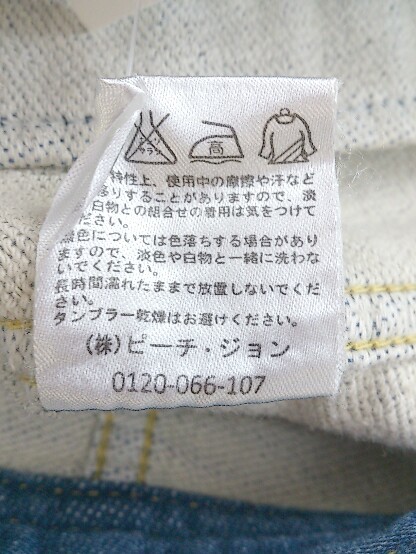 エンソ
サラシ
高
特性上、使用中の摩擦や汗など
移りすることがありますので、淡
白物との組合せの着用は気をつけて
ださい。
濃色については色落ちする場合があり
ますので、淡色や白物と一緒に洗わな
いでください。
長時間濡れたままで放置しないでくだ
さい。
タンブラー乾燥はお避けください。
(株)ピーチ・ジョン
0120-066-107